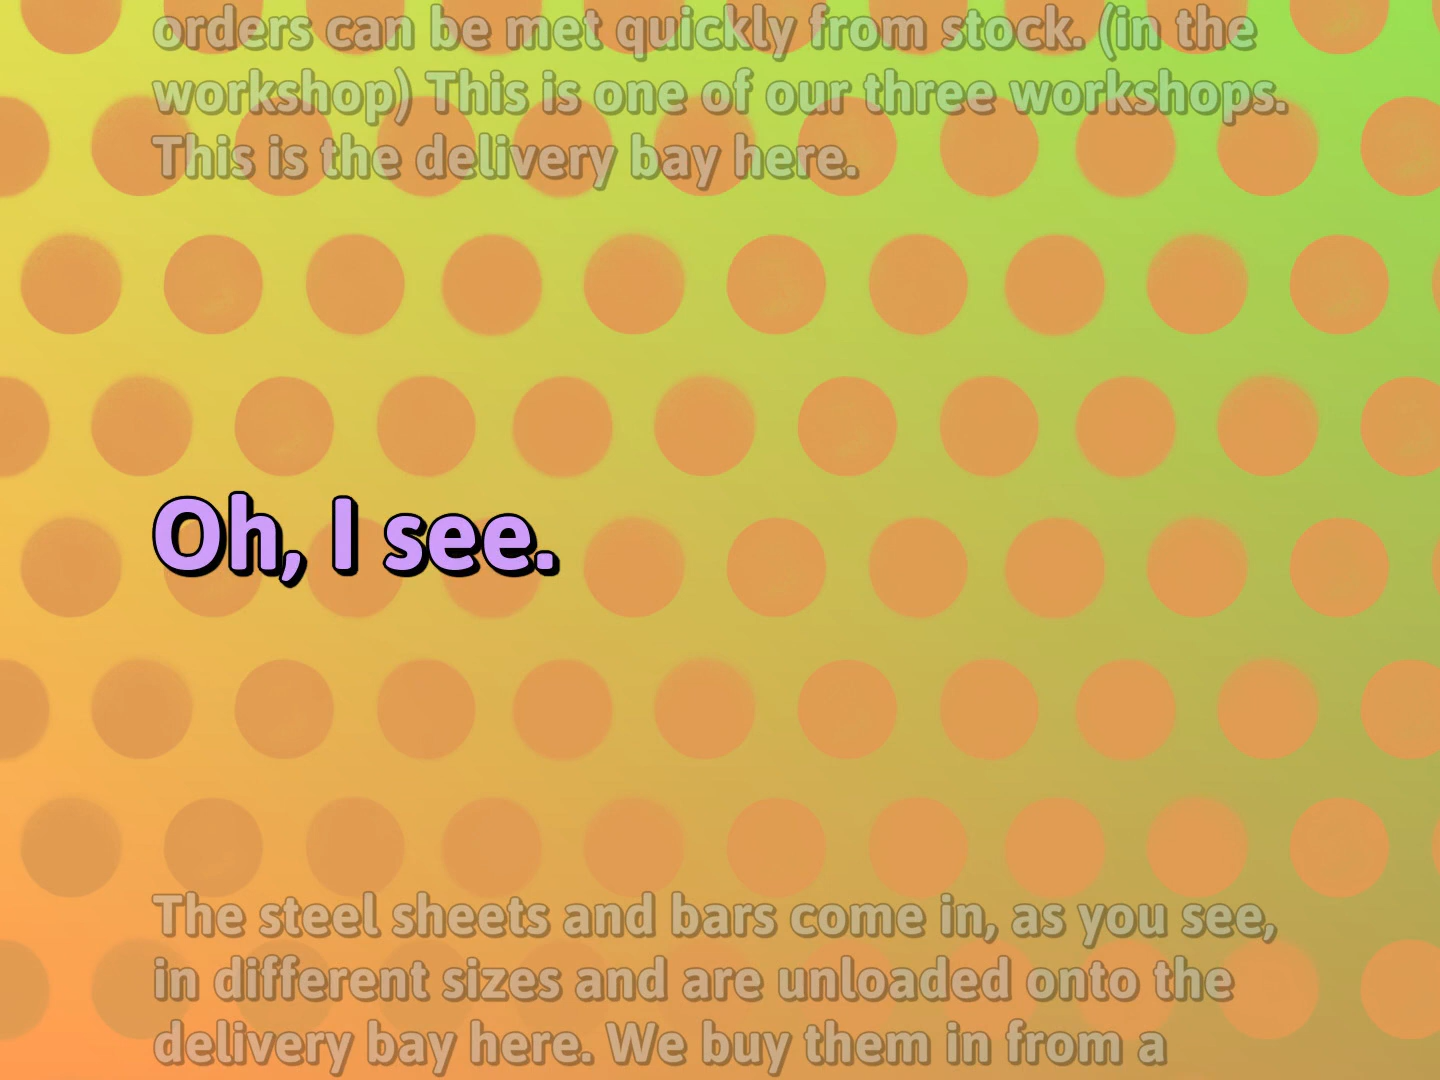 orders can be met quickly from stock. (in the
workshop) This is one of our three workshops.
This is the delivery bay here.
Oh, I see.
The steel sheets and bars come in, as you see,
in different sizes and are unloaded onto the
delivery bay here. We buy them in from a